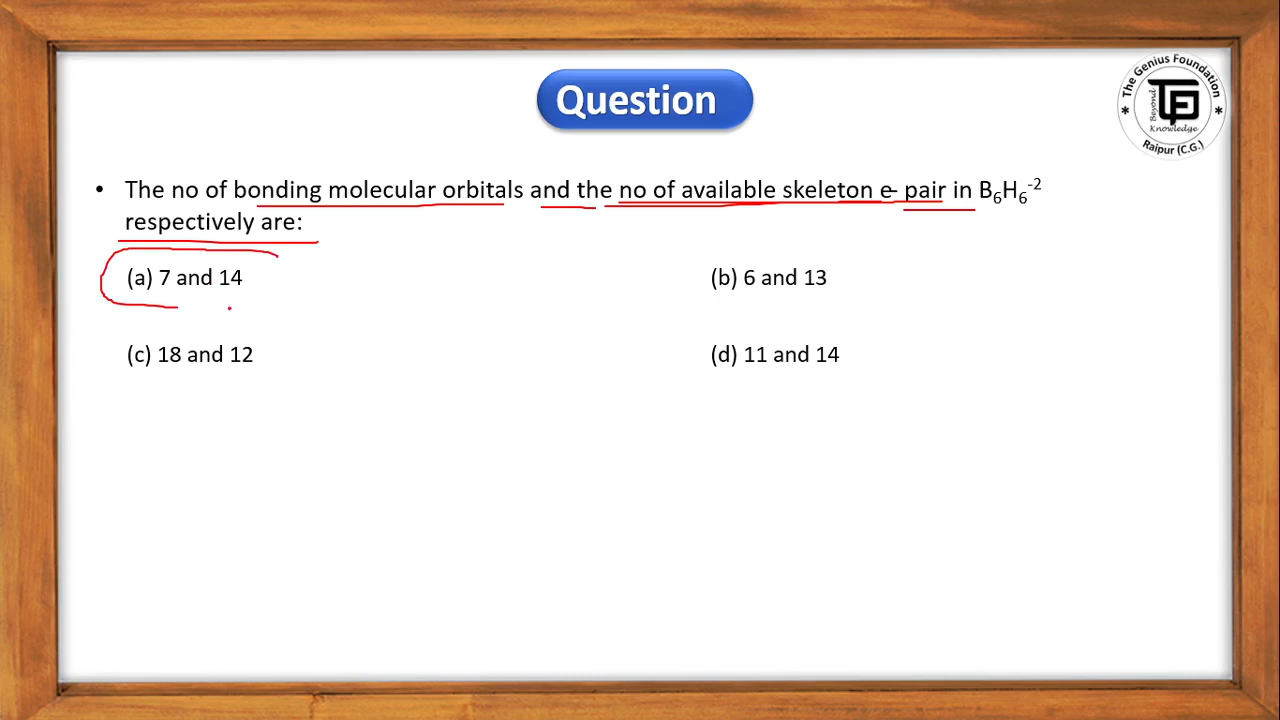 Question
The Genius Foundation
Beyond
TGF
Knowledge
* Raipur (C.G.) *
• The no of bonding molecular orbitals and the no of available skeleton e- pair in B₆H₆⁻²
respectively are:
(a) 7 and 14
(b) 6 and 13
(c) 18 and 12
(d) 11 and 14